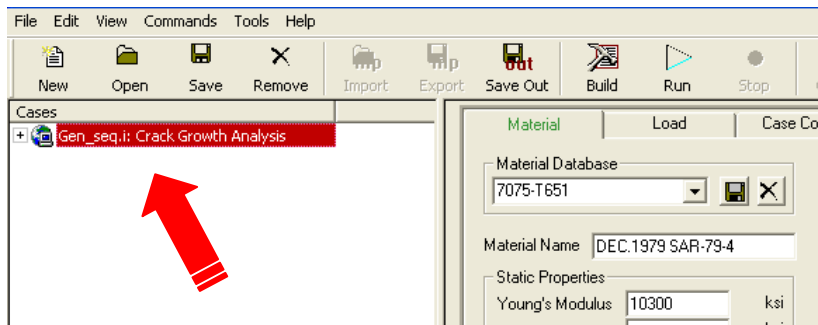 File Edit View Commands Tools Help
New Open Save Remove Import Export Save Out Build Run Stop
Cases
Gen_seq.i: Crack Growth Analysis
Material Load Case Co
Material Database
7075-T651
Material Name DEC.1979 SAR-79-4
Static Properties
Young's Modulus 10300 ksi